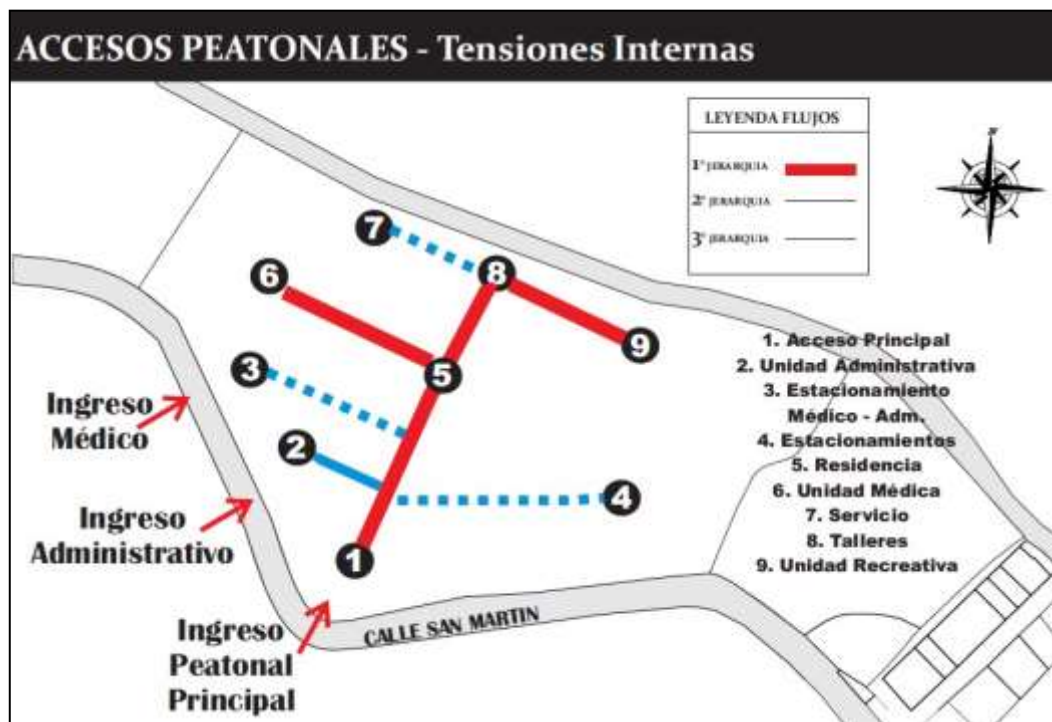 ACCESOS PEATONALES - Tensiones Internas
LEYENDA FLUJOS
1° JERARQUIA
2° JERARQUIA
3° JERARQUIA
N
7
6
8
9
3
5
2
4
1
Ingreso
Médico
Ingreso
Administrativo
Ingreso
Peatonal
Principal
CALLE SAN MARTIN
1. Acceso Principal
2. Unidad Administrativa
3. Estacionamiento
Médico - Adm.
4. Estacionamientos
5. Residencia
6. Unidad Médica
7. Servicio
8. Talleres
9. Unidad Recreativa